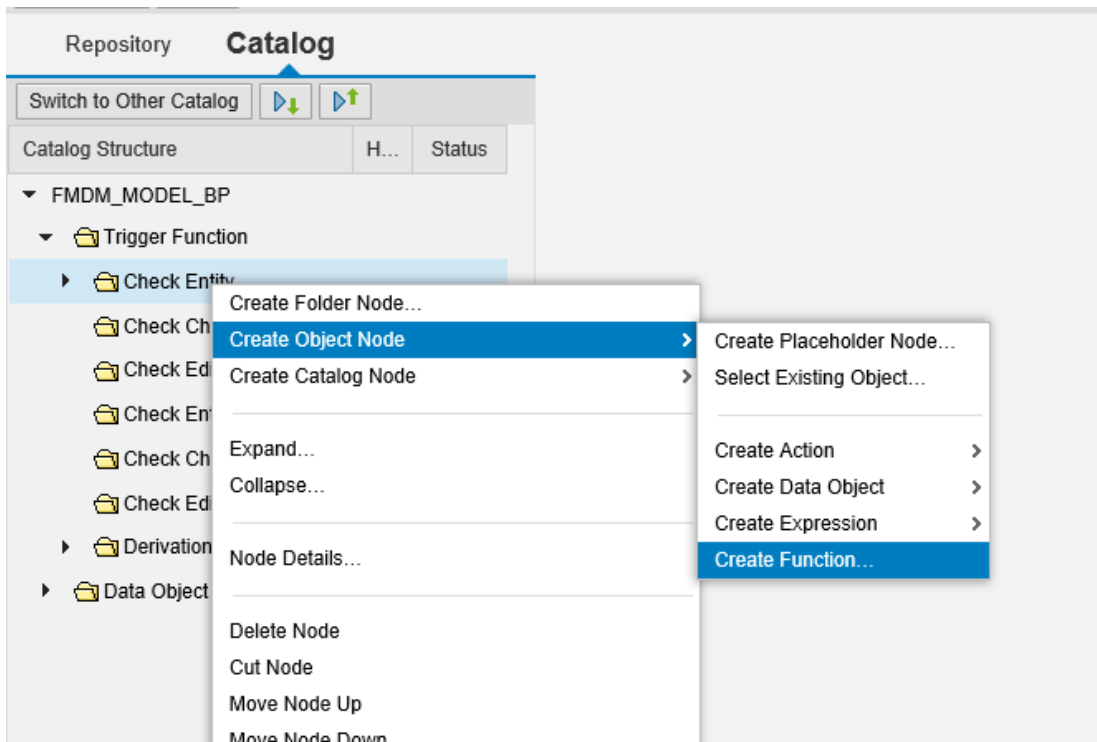 Repository Catalog
Switch to Other Catalog
Catalog Structure H... Status
FMDM_MODEL_BP
Trigger Function
Check Entity
Check Ch
Check Edi
Check En
Check Ch
Check Edi
Derivation
Data Object
Create Folder Node...
Create Object Node
Create Catalog Node
Expand...
Collapse...
Node Details...
Delete Node
Cut Node
Move Node Up
Move Node Down
Create Placeholder Node...
Select Existing Object...
Create Action
Create Data Object
Create Expression
Create Function...